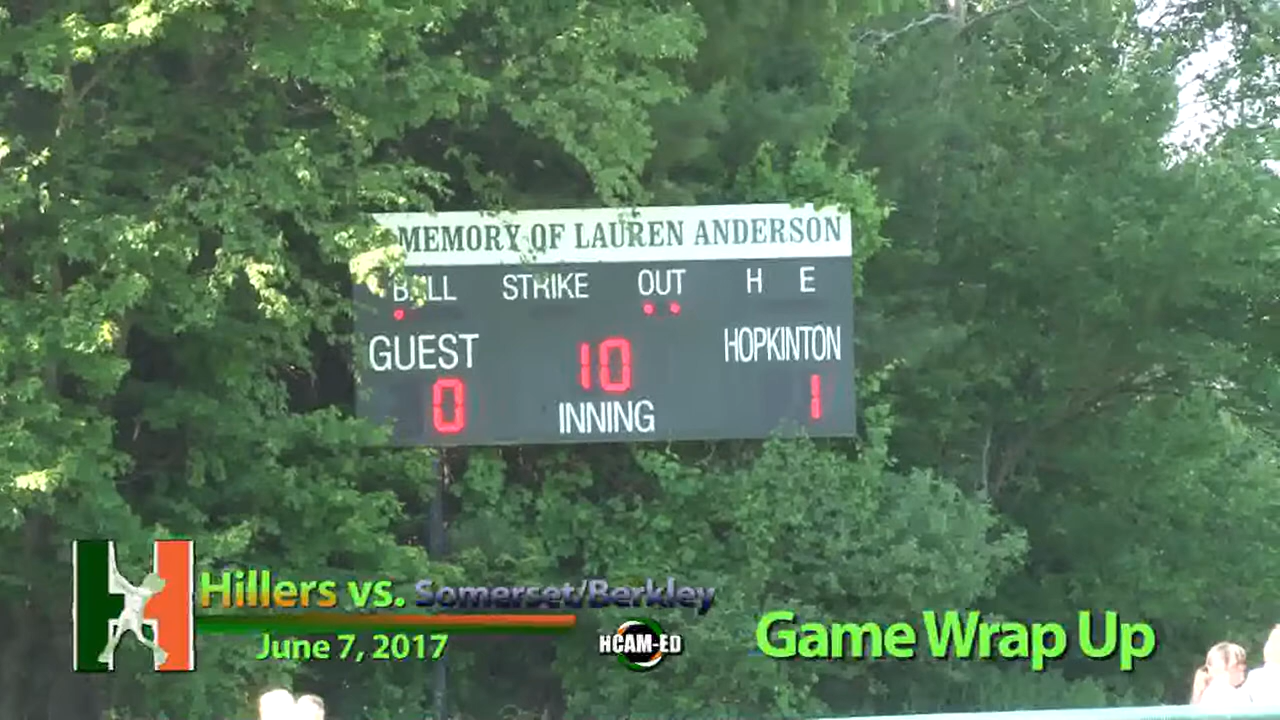 MEMORY OF LAUREN ANDERSON
BALL STRIKE OUT H E
GUEST 10 HOPKINTON
0 INNING 1
H Hillers vs. Somerset/Berkley
June 7, 2017
HCAM-ED
Game Wrap Up